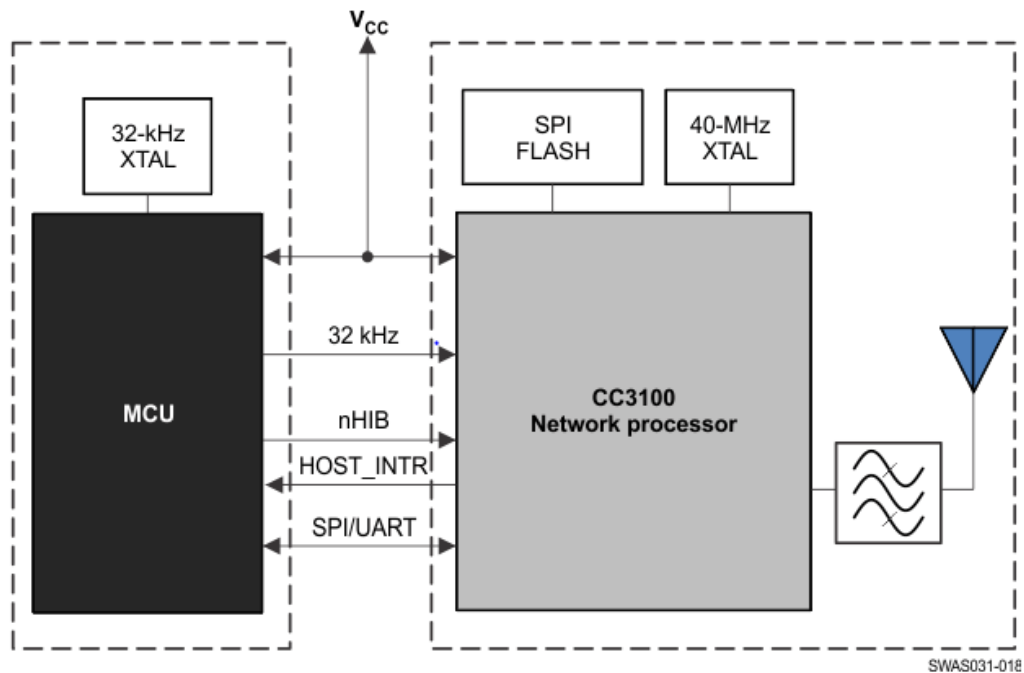 VCC
32-kHz
XTAL
SPI
FLASH
40-MHz
XTAL
32 kHz
MCU
CC3100
Network processor
nHIB
HOST_INTR
SPI/UART
SWAS031-018